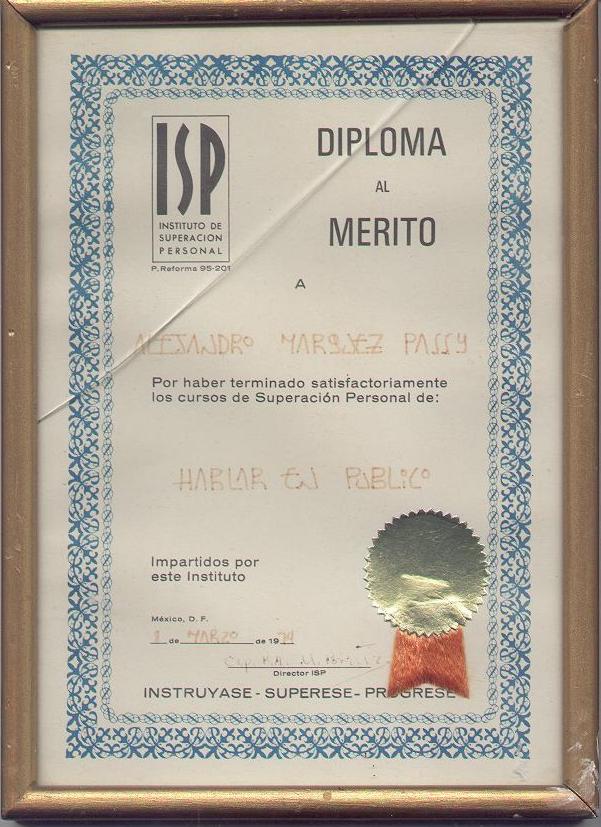 ISP
INSTITUTO DE
SUPERACION
PERSONAL
P. Reforma 95-201
DIPLOMA
AL
MERITO
A
ALEJANDRO MARQUEZ PASSY
Por haber terminado satisfactoriamente
los cursos de Superación Personal de:
HABLAR EN PUBLICO
Impartidos por
este Instituto
México, D. F.
de MARZO de 19
Director ISP
INSTRUYASE - SUPERESE - PROGRESE